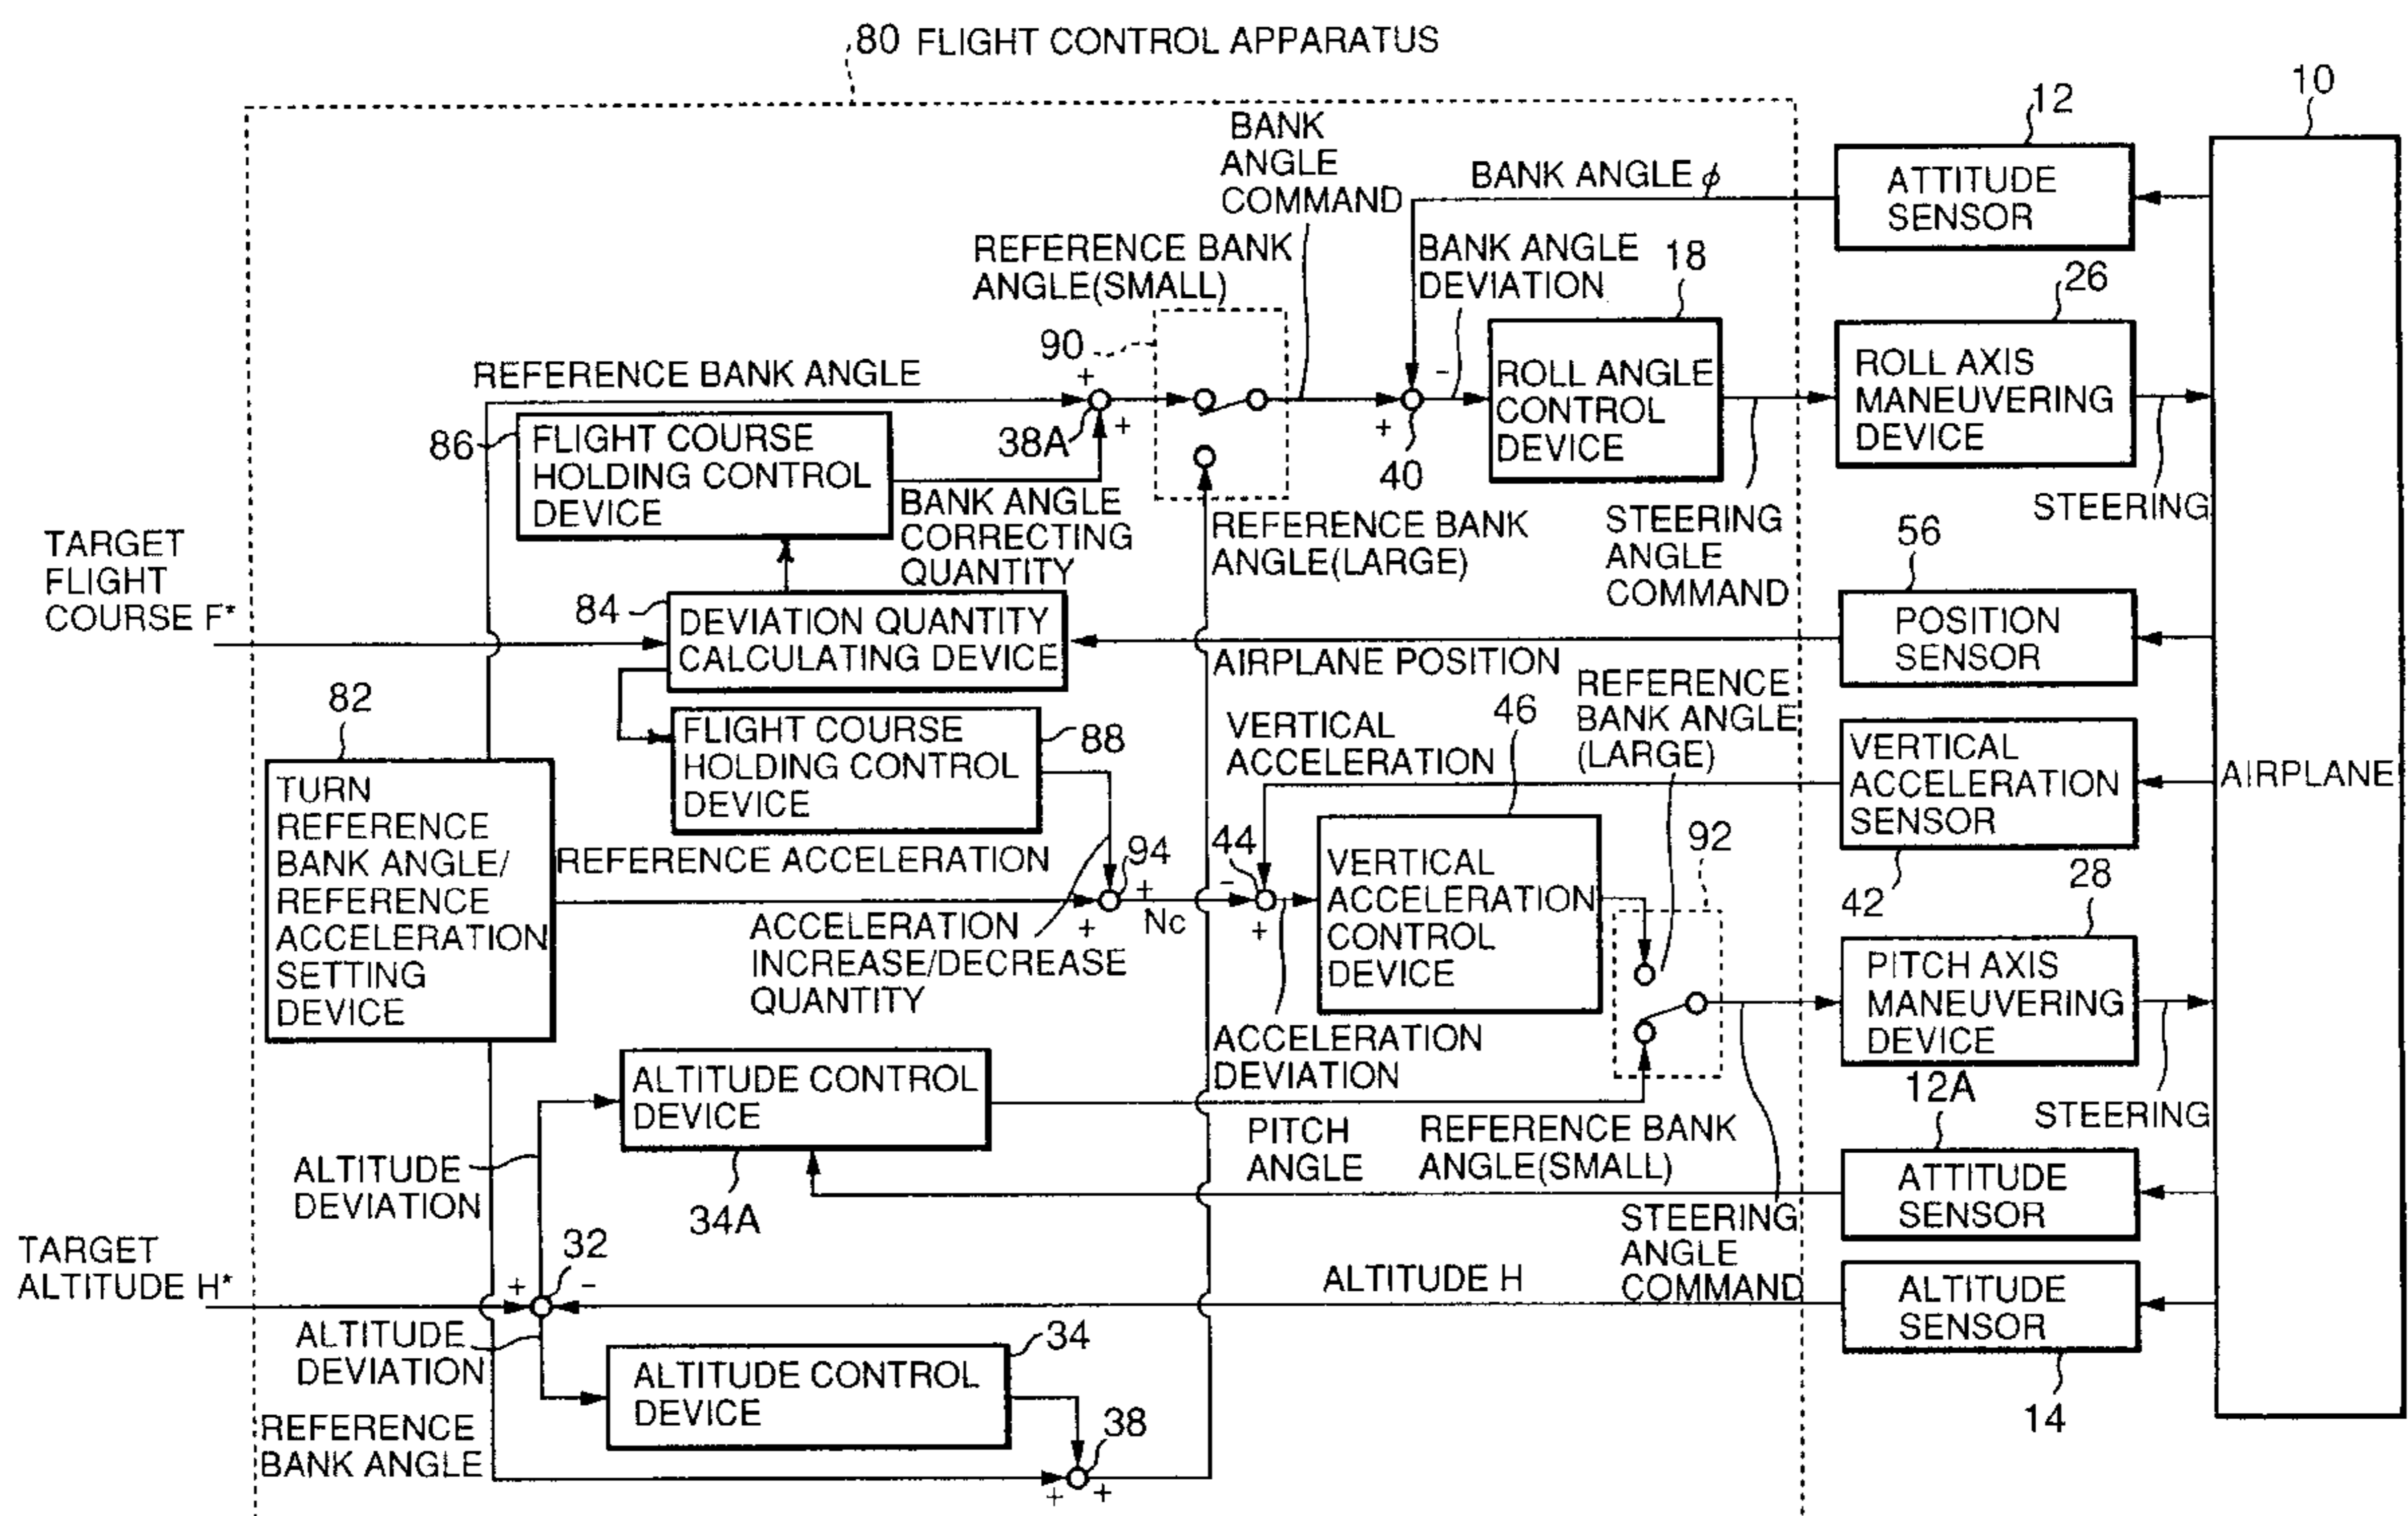 80 FLIGHT CONTROL APPARATUS
10
12
BANK
ANGLE
COMMAND
BANK ANGLE ϕ
ATTITUDE
SENSOR
REFERENCE BANK
ANGLE(SMALL)
BANK ANGLE
DEVIATION
18
26
90
REFERENCE BANK ANGLE
+
38A
+
-
+
40
ROLL ANGLE
CONTROL
DEVICE
ROLL AXIS
MANEUVERING
DEVICE
86
FLIGHT COURSE
HOLDING CONTROL
DEVICE
BANK ANGLE
CORRECTING
QUANTITY
REFERENCE BANK
ANGLE(LARGE)
STEERING
ANGLE
COMMAND
STEERING
TARGET
FLIGHT
COURSE F*
84
DEVIATION QUANTITY
CALCULATING DEVICE
AIRPLANE POSITION
56
POSITION
SENSOR
82
TURN
REFERENCE
BANK ANGLE/
REFERENCE
ACCELERATION
SETTING
DEVICE
FLIGHT COURSE
HOLDING CONTROL
DEVICE
88
VERTICAL
ACCELERATION
46
REFERENCE
BANK ANGLE
(LARGE)
VERTICAL
ACCELERATION
SENSOR
42
AIRPLANE
REFERENCE ACCELERATION
94
+
+
Nc
44
-
+
VERTICAL
ACCELERATION
CONTROL
DEVICE
92
28
ACCELERATION
INCREASE/DECREASE
QUANTITY
PITCH AXIS
MANEUVERING
DEVICE
ACCELERATION
DEVIATION
ALTITUDE CONTROL
DEVICE
34A
PITCH
ANGLE
REFERENCE BANK
ANGLE(SMALL)
12A
STEERING
ATTITUDE
SENSOR
ALTITUDE
DEVIATION
STEERING
ANGLE
COMMAND
TARGET
ALTITUDE H*
32
+
-
ALTITUDE H
ALTITUDE
SENSOR
14
ALTITUDE
DEVIATION
34
ALTITUDE CONTROL
DEVICE
REFERENCE
BANK ANGLE
38
+
+